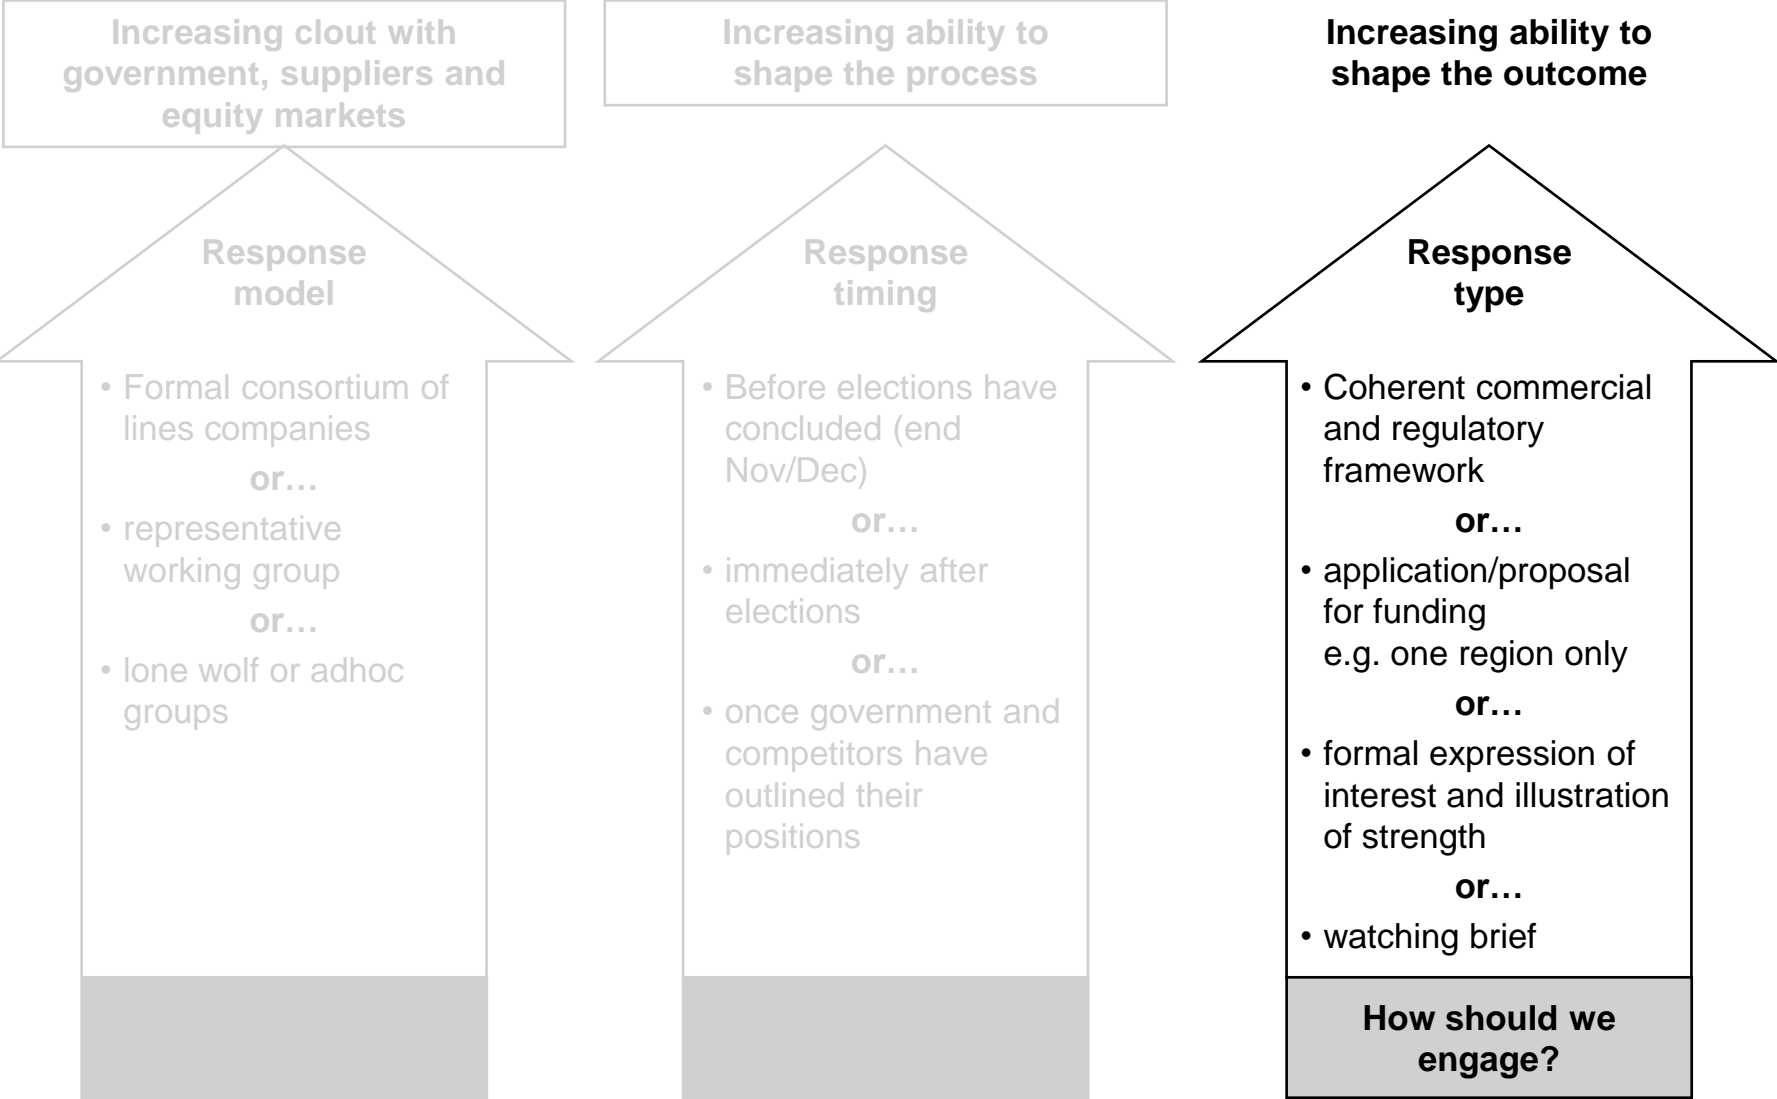 Increasing clout with
government, suppliers and
equity markets
Response
model
• Formal consortium of
lines companies
or…
• representative
working group
or…
• lone wolf or adhoc
groups
Increasing ability to
shape the process
Response
timing
• Before elections have
concluded (end
Nov/Dec)
or…
• immediately after
elections
or…
• once government and
competitors have
outlined their
positions
Increasing ability to
shape the outcome
Response
type
• Coherent commercial
and regulatory
framework
or…
• application/proposal
for funding
e.g. one region only
or…
• formal expression of
interest and illustration
of strength
or…
• watching brief
How should we
engage?